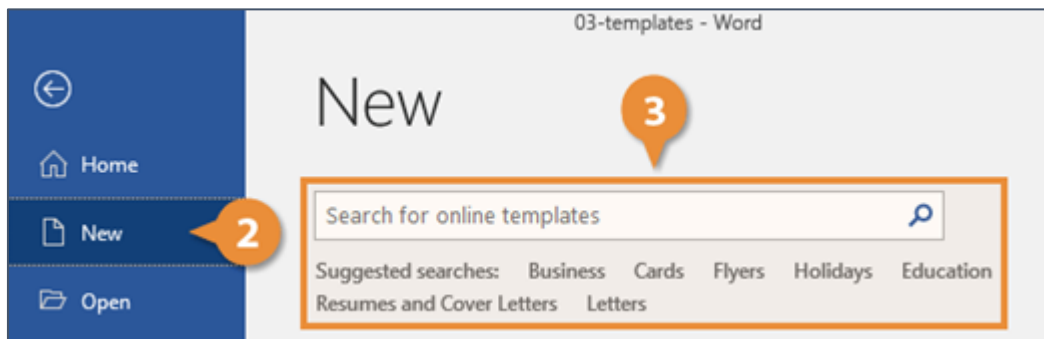 03-templates - Word
New
3
Home
Search for online templates
New
2
Suggested searches: Business Cards Flyers Holidays Education
Open
Resumes and Cover Letters Letters